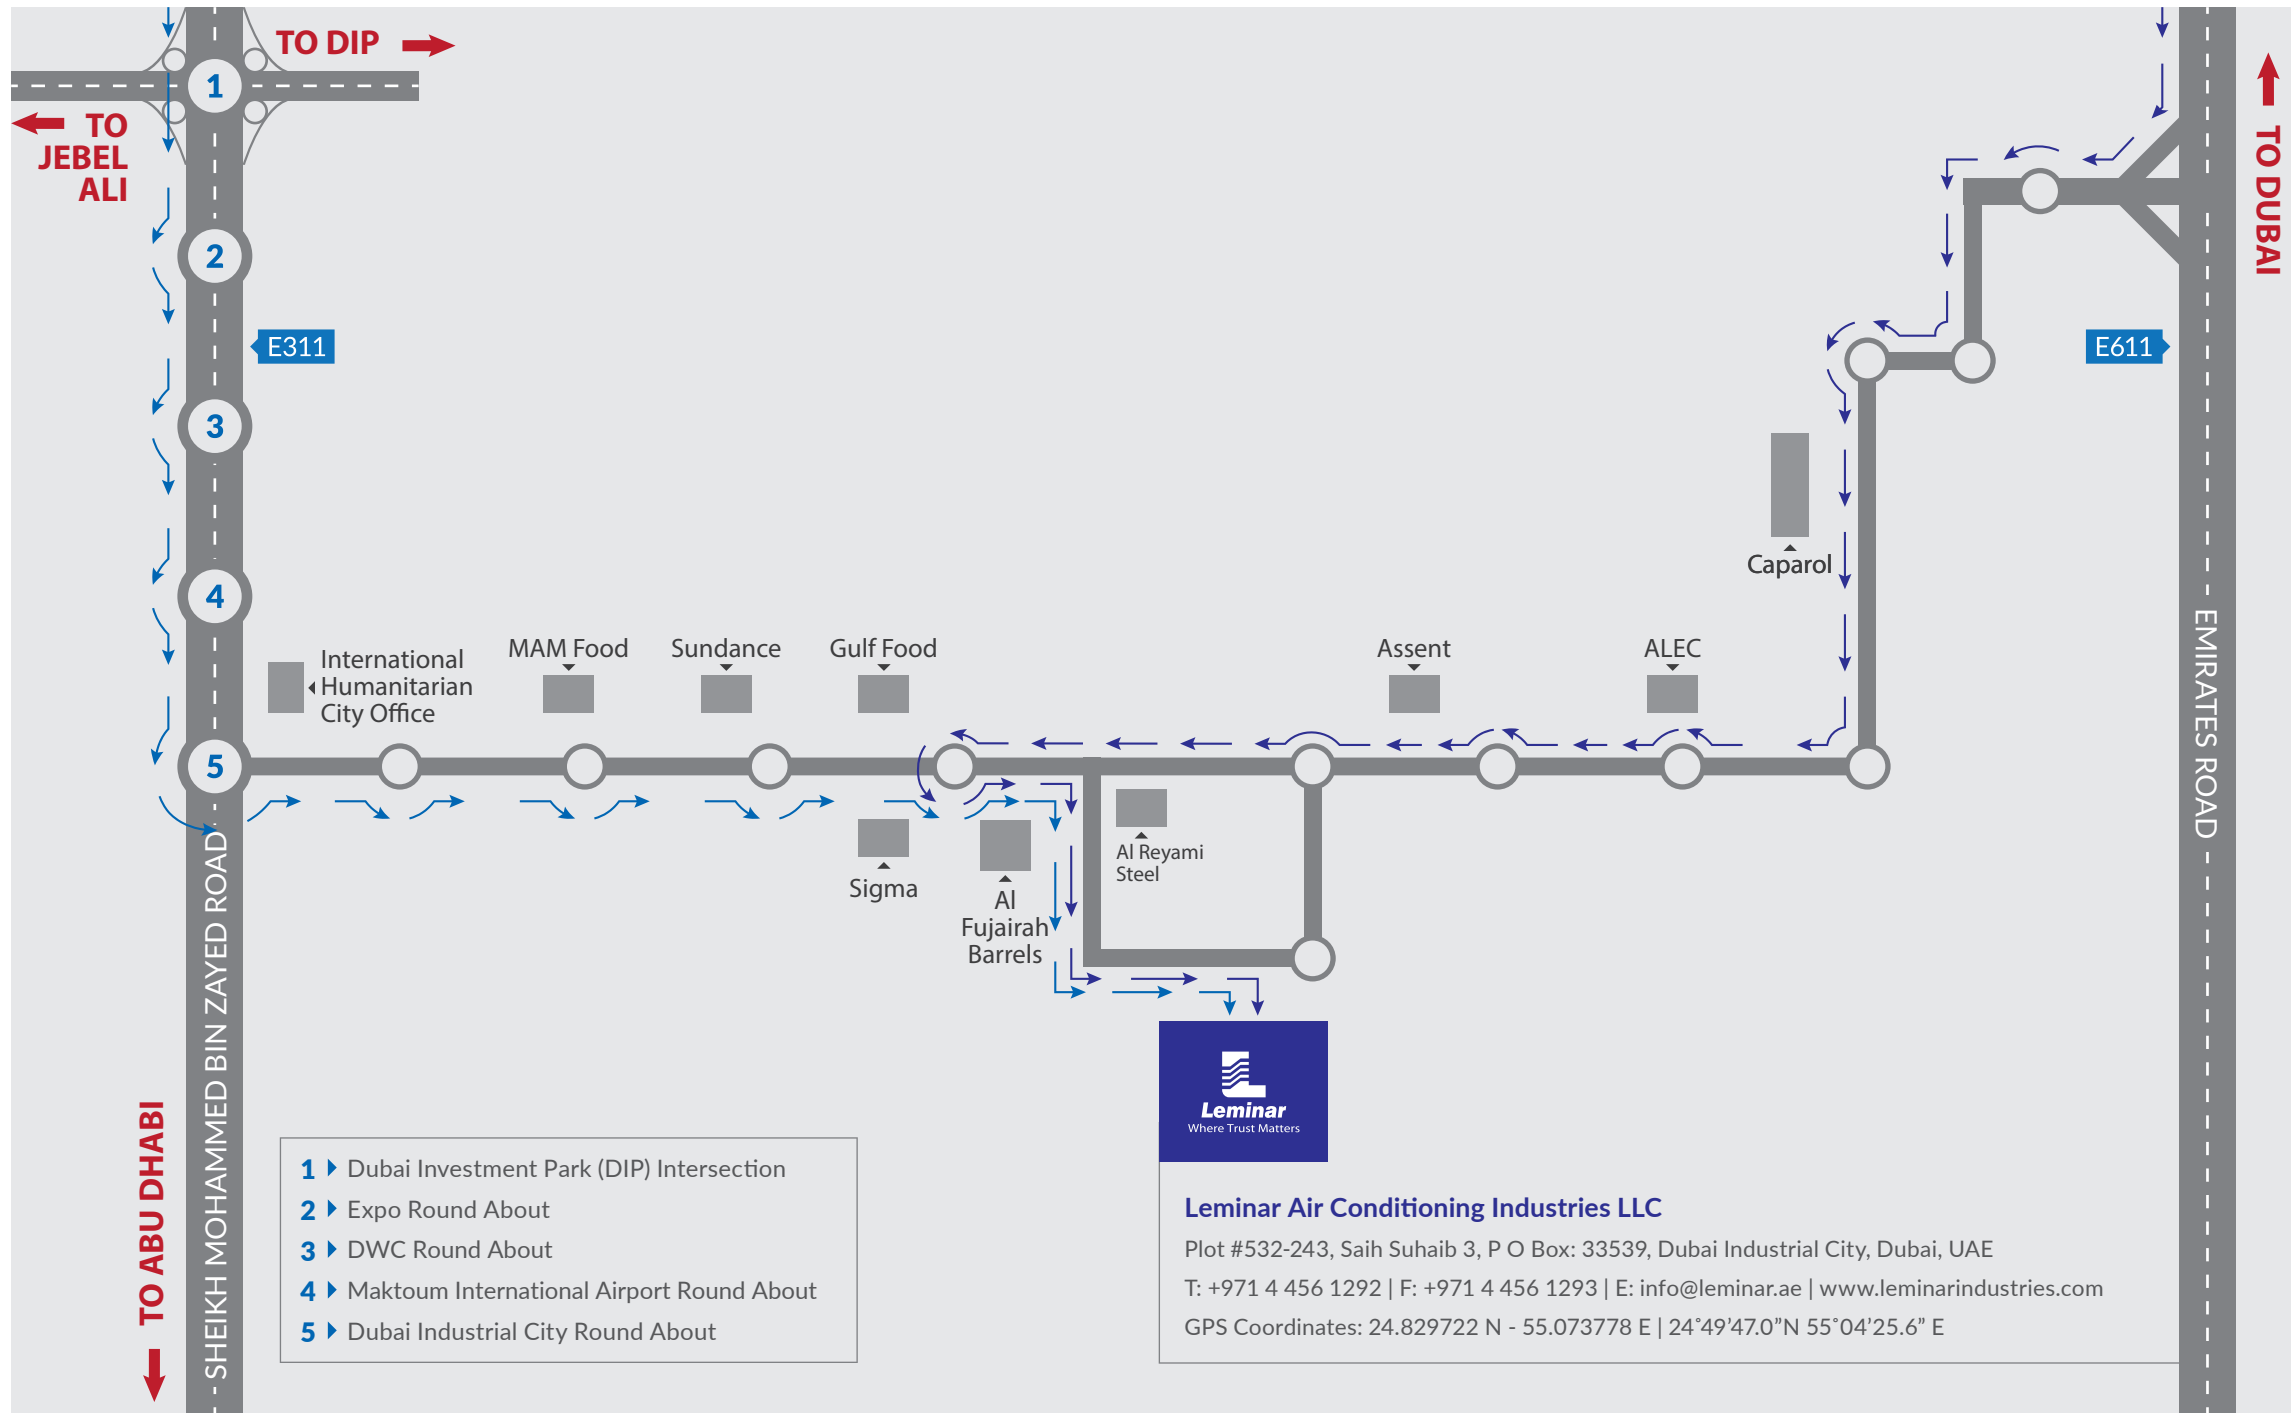 TO DIP
1
TO
JEBEL
ALI
2
E311
3
4
5
TO DUBAI
E611
EMIRATES ROAD
Caparol
International
Humanitarian
City Office
MAM Food
Sundance
Gulf Food
Assent
ALEC
Sigma
Al
Fujairah
Barrels
Al Reyami
Steel
SHEIKH MOHAMMED BIN ZAYED ROAD
TO ABU DHABI
Leminar
Where Trust Matters
1 Dubai Investment Park (DIP) Intersection
2 Expo Round About
3 DWC Round About
4 Maktoum International Airport Round About
5 Dubai Industrial City Round About
Leminar Air Conditioning Industries LLC
Plot #532-243, Saih Suhaib 3, P O Box: 33539, Dubai Industrial City, Dubai, UAE
T: +971 4 456 1292 | F: +971 4 456 1293 | E: info@leminar.ae | www.leminarindustries.com
GPS Coordinates: 24.829722 N - 55.073778 E | 24˚49’47.0”N 55˚04’25.6” E